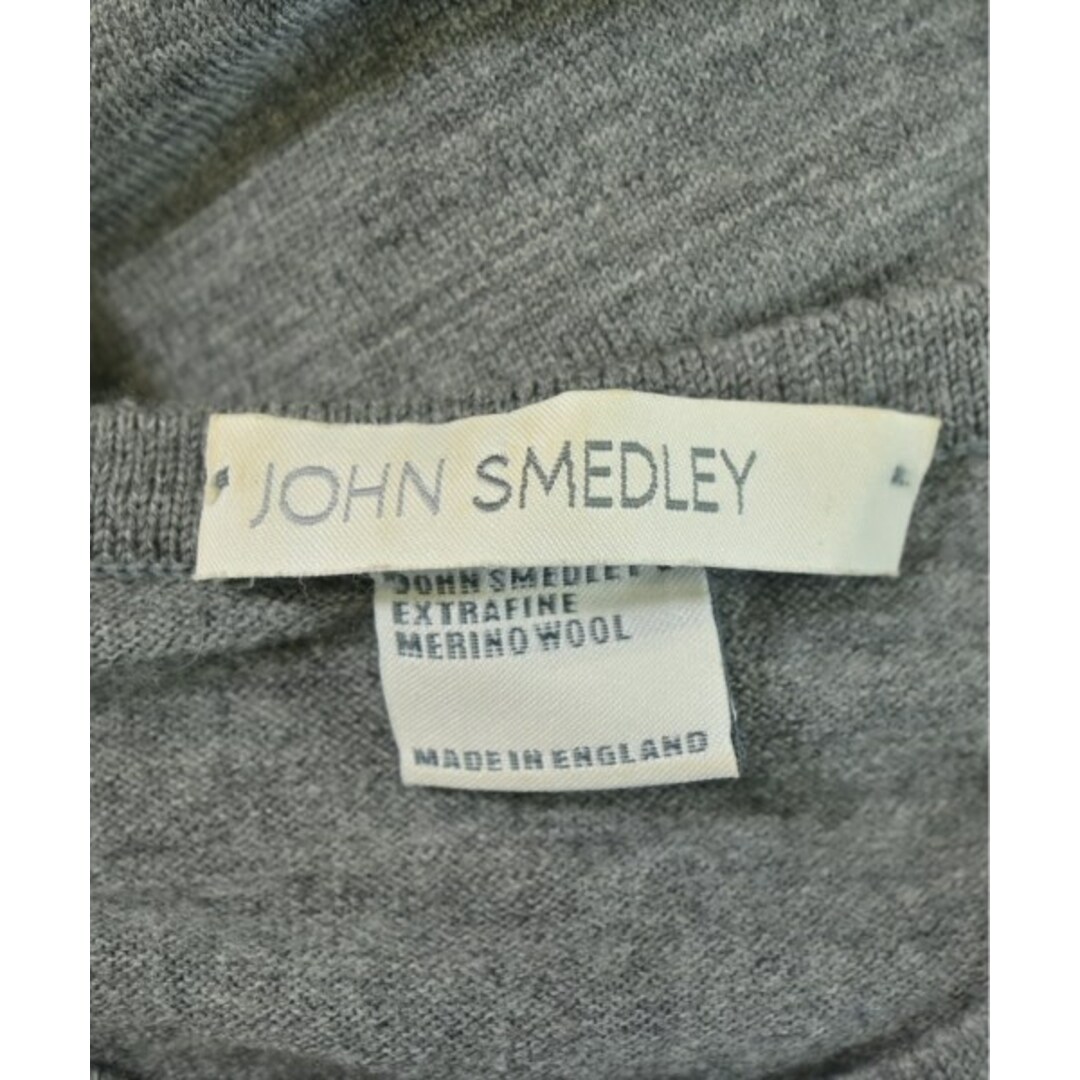 JOHN SMEDLEY
JOHN SMEDLEY
EXTRAFINE
MERINO WOOL
MADE IN ENGLAND